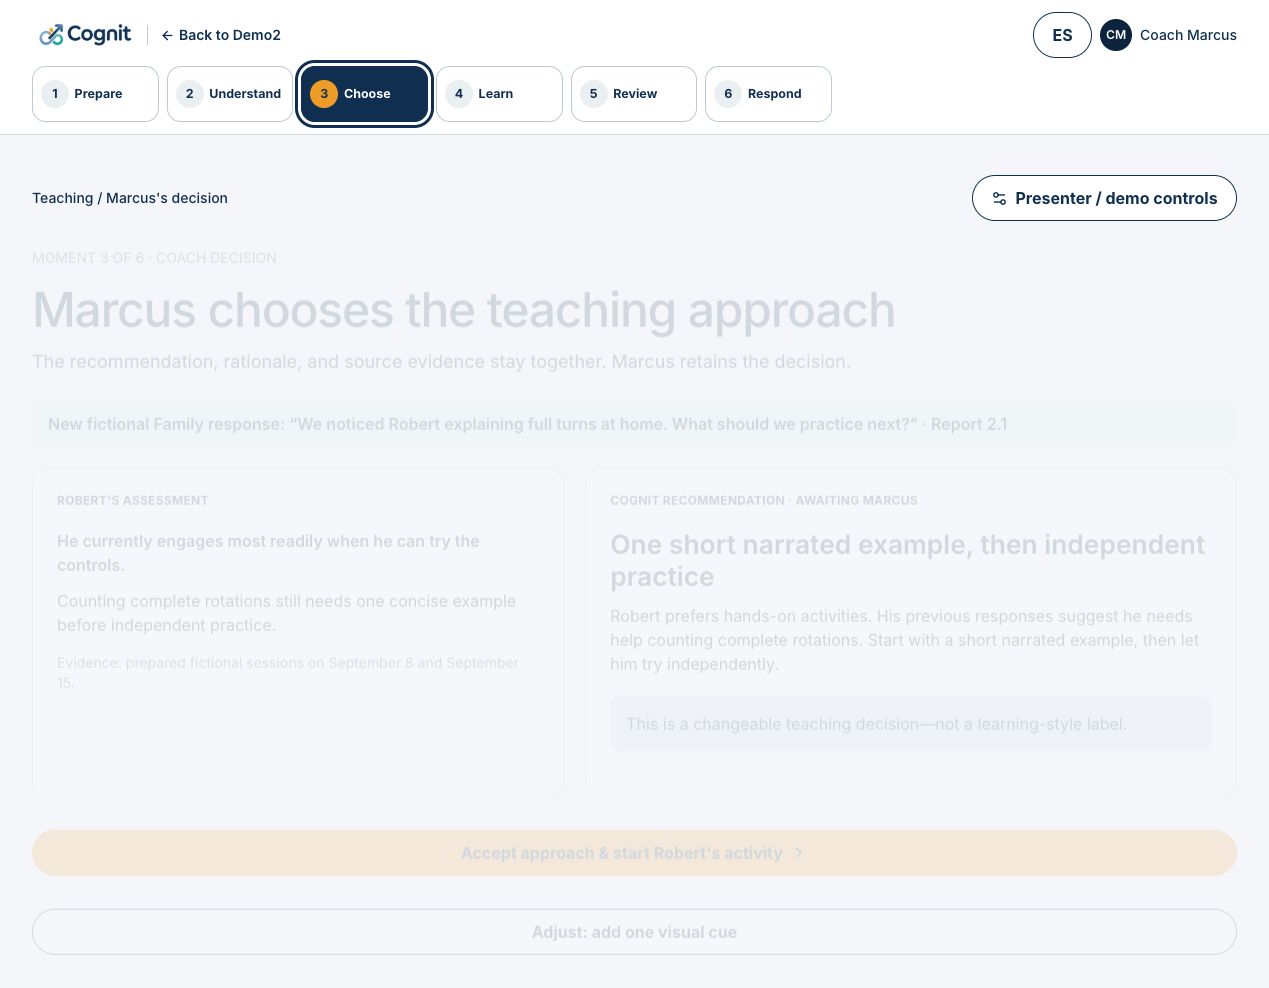 Cognit
← Back to Demo2
ES
CM
Coach Marcus
1 Prepare
2 Understand
3 Choose
4 Learn
5 Review
6 Respond
Teaching / Marcus's decision
Presenter / demo controls
MOMENT 3 OF 6 · COACH DECISION
Marcus chooses the teaching approach
The recommendation, rationale, and source evidence stay together. Marcus retains the decision.
New fictional Family response: “We noticed Robert explaining full turns at home. What should we practice next?” · Report 2.1
ROBERT'S ASSESSMENT
He currently engages most readily when he can try the
controls.
Counting complete rotations still needs one concise example
before independent practice.
Evidence: prepared fictional sessions on September 8 and September
15.
COGNIT RECOMMENDATION · AWAITING MARCUS
One short narrated example, then independent
practice
Robert prefers hands-on activities. His previous responses suggest he needs
help counting complete rotations. Start with a short narrated example, then let
him try independently.
This is a changeable teaching decision—not a learning-style label.
Accept approach & start Robert's activity
Adjust: add one visual cue